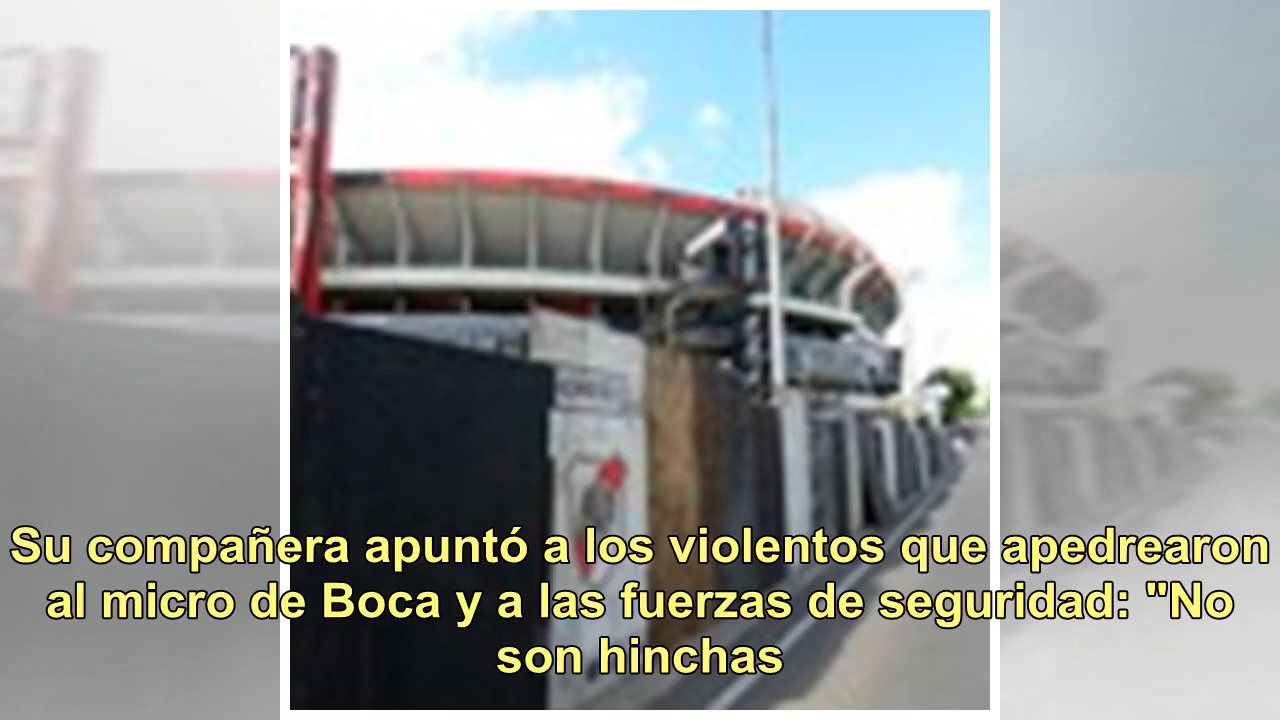 Su compañera apuntó a los violentos que apedrearon
al micro de Boca y a las fuerzas de seguridad: "No
son hinchas